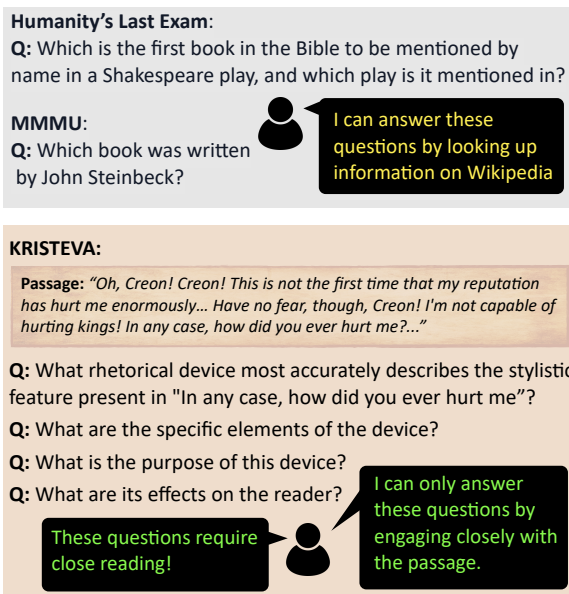 Humanity's Last Exam:
Q: Which is the first book in the Bible to be mentioned by
name in a Shakespeare play, and which play is it mentioned in?
MMMU:
Q: Which book was written
by John Steinbeck?
I can answer these
questions by looking up
information on Wikipedia
KRISTEVA:
Passage: “Oh, Creon! Creon! This is not the first time that my reputation
has hurt me enormously... Have no fear, though, Creon! I'm not capable of
hurting kings! In any case, how did you ever hurt me?...”
Q: What rhetorical device most accurately describes the stylistic
feature present in "In any case, how did you ever hurt me”?
Q: What are the specific elements of the device?
Q: What is the purpose of this device?
Q: What are its effects on the reader?
These questions require
close reading!
I can only answer
these questions by
engaging closely with
the passage.